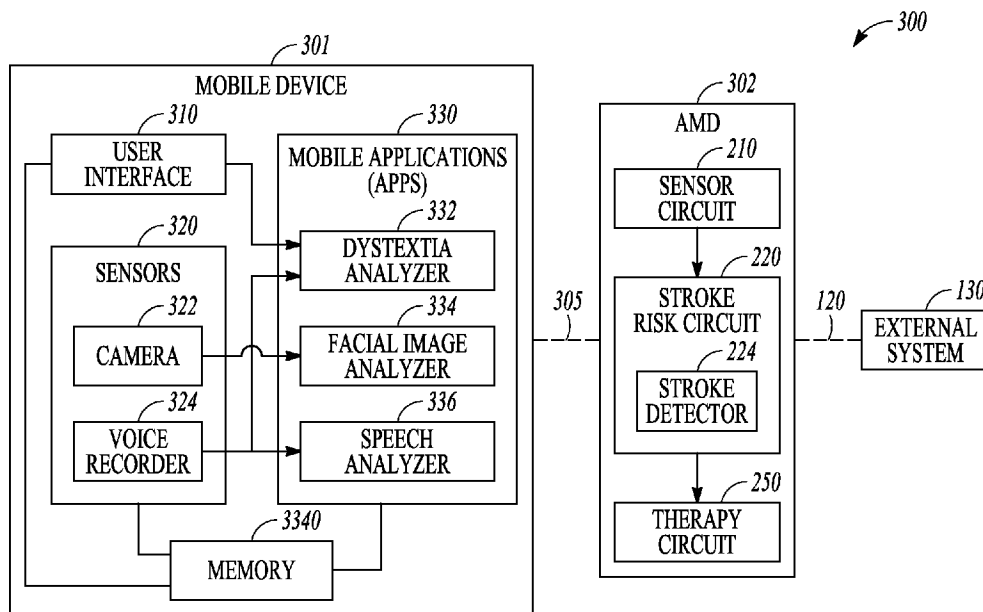 300
301
MOBILE DEVICE
310
USER
INTERFACE
320
SENSORS
322
CAMERA
324
VOICE
RECORDER
330
MOBILE APPLICATIONS
(APPS)
332
DYSTEXTIA
ANALYZER
334
FACIAL IMAGE
ANALYZER
336
SPEECH
ANALYZER
3340
MEMORY
305
302
AMD
210
SENSOR
CIRCUIT
220
STROKE
RISK CIRCUIT
224
STROKE
DETECTOR
250
THERAPY
CIRCUIT
120
130
EXTERNAL
SYSTEM